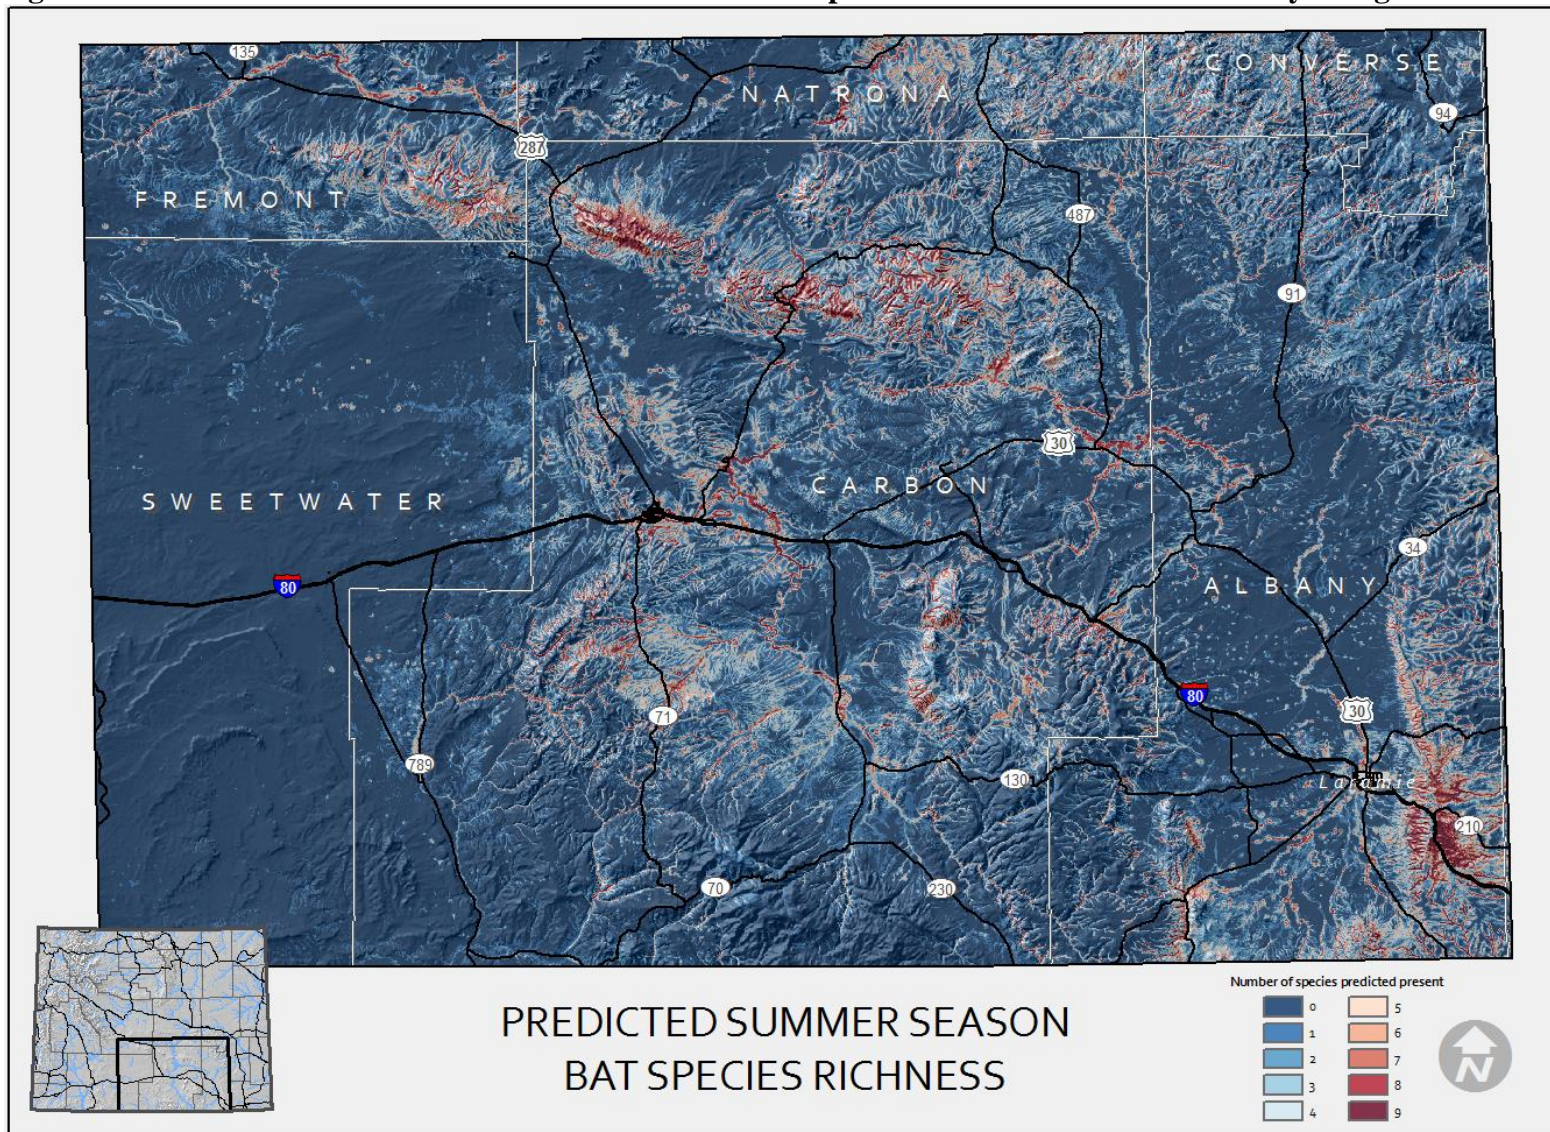 135
CONVERSE
NATRONA
94
287
FREMONT
487
91
30
CARBON
SWEETWATER
34
80
ALBANY
80
30
71
789
130
Laramie
210
70
230
Number of species predicted present
0 5
1 6
2 7
3 8
4 9
PREDICTED SUMMER SEASON
BAT SPECIES RICHNESS
N